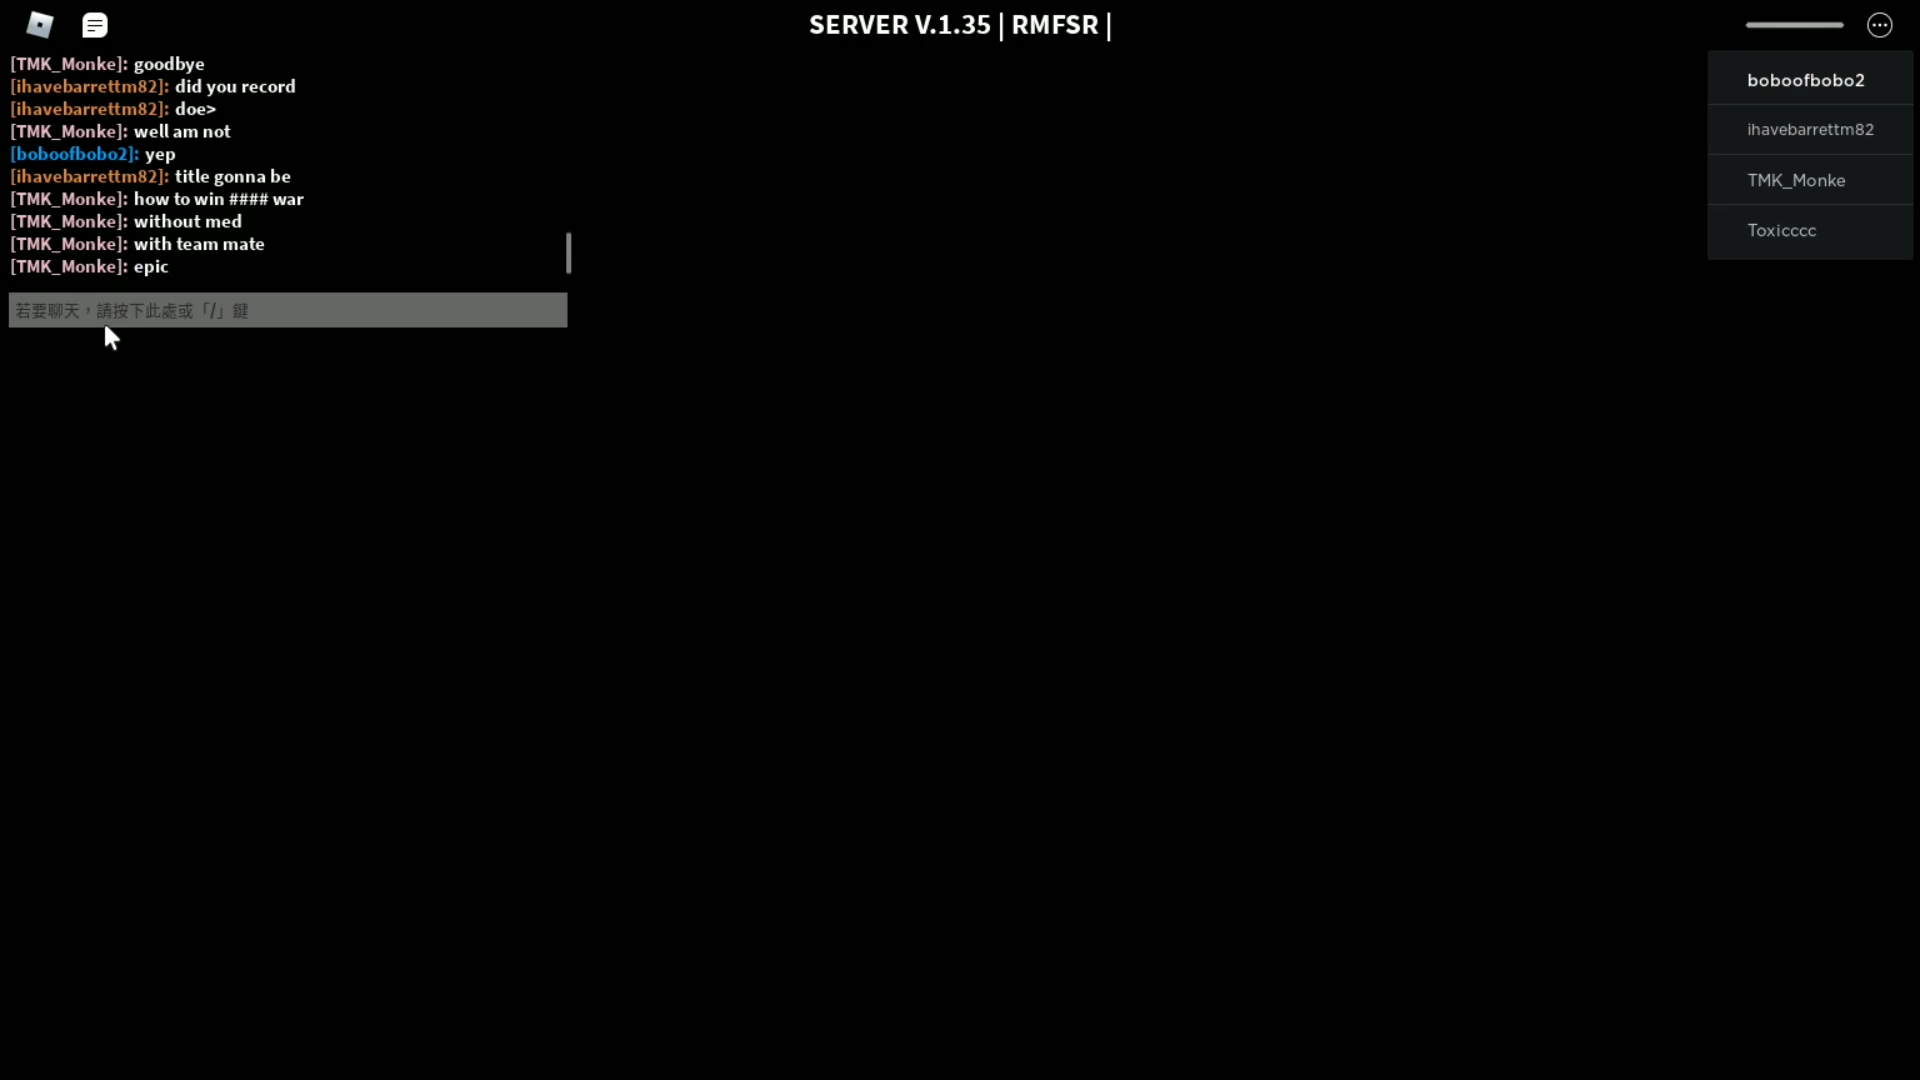 SERVER V.1.35 | RMFSR |
[TMK_Monke]: goodbye
[ihavebarrettm82]: did you record
[ihavebarrettm82]: doe>
[TMK_Monke]: well am not
[boboofbobo2]: yep
[ihavebarrettm82]: title gonna be
[TMK_Monke]: how to win #### war
[TMK_Monke]: without med
[TMK_Monke]: with team mate
[TMK_Monke]: epic
若要聊天，請按下此處或「/」鍵
boboofbobo2
ihavebarrettm82
TMK_Monke
Toxicccc